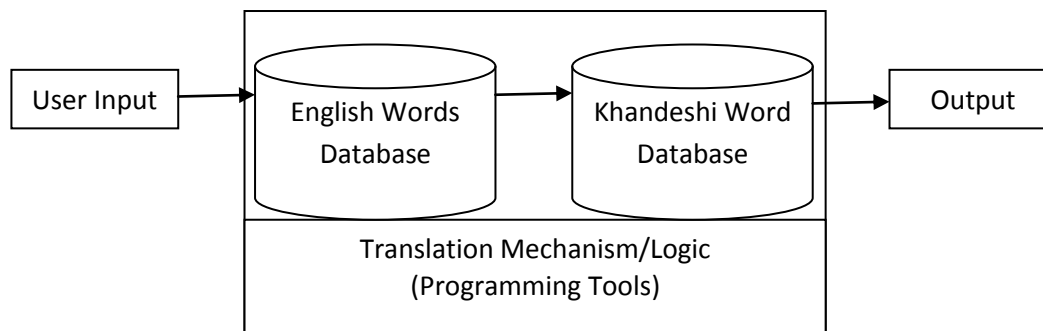 User Input
English Words
Database
Khandeshi Word
Database
Output
Translation Mechanism/Logic
(Programming Tools)